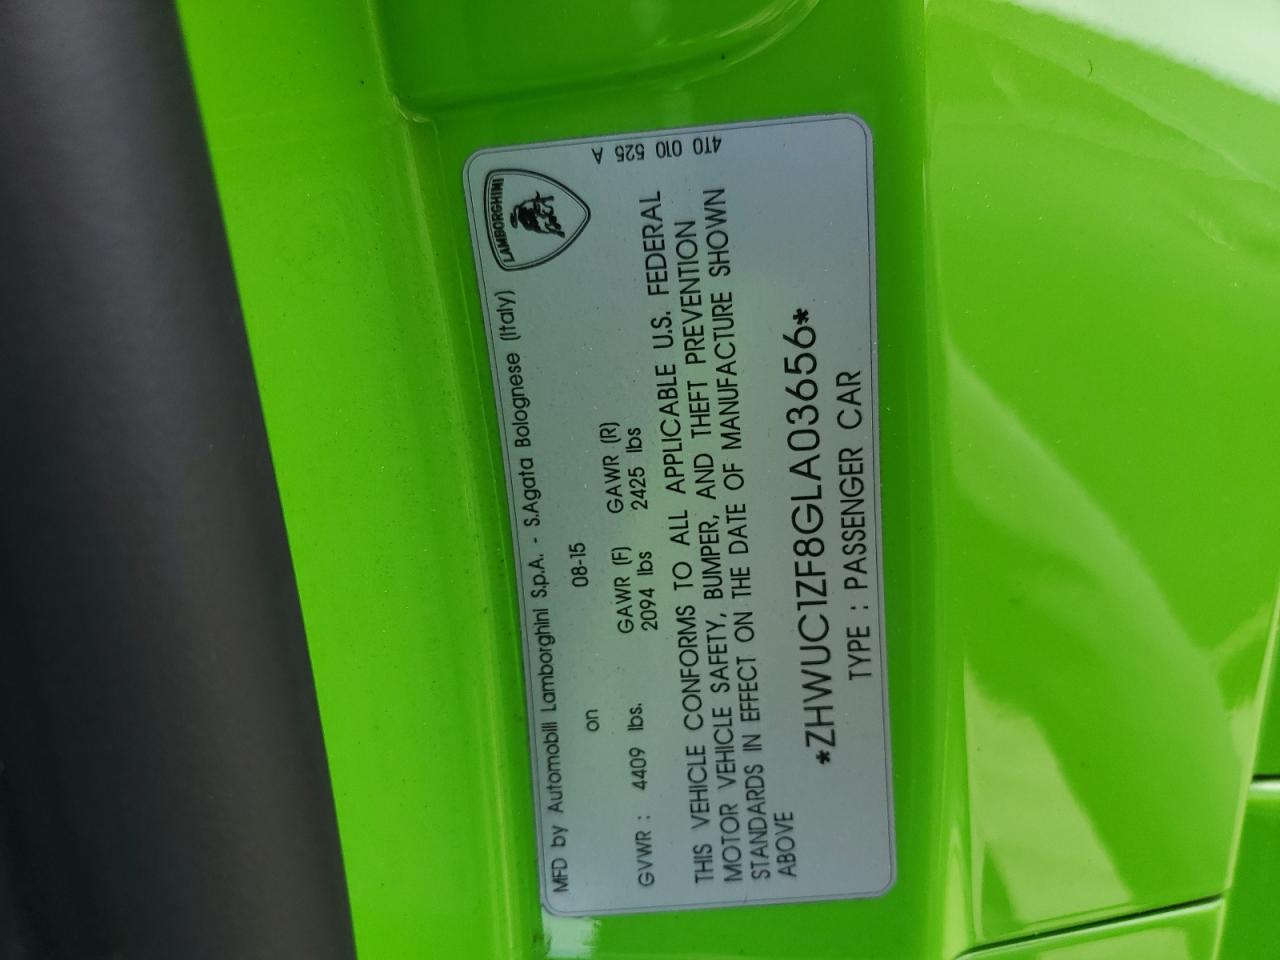 LAMBORGHINI
4T0 010 525 A
MFD by Automobili Lamborghini S.p.A. - S.Agata Bolognese (Italy)
on 08-15
GVWR : GAWR (F) GAWR (R)
4409 lbs. 2094 lbs 2425 lbs
THIS VEHICLE CONFORMS TO ALL APPLICABLE U.S. FEDERAL
MOTOR VEHICLE SAFETY, BUMPER, AND THEFT PREVENTION
STANDARDS IN EFFECT ON THE DATE OF MANUFACTURE SHOWN
ABOVE
*ZHWUC1ZF8GLA03656*
TYPE : PASSENGER CAR